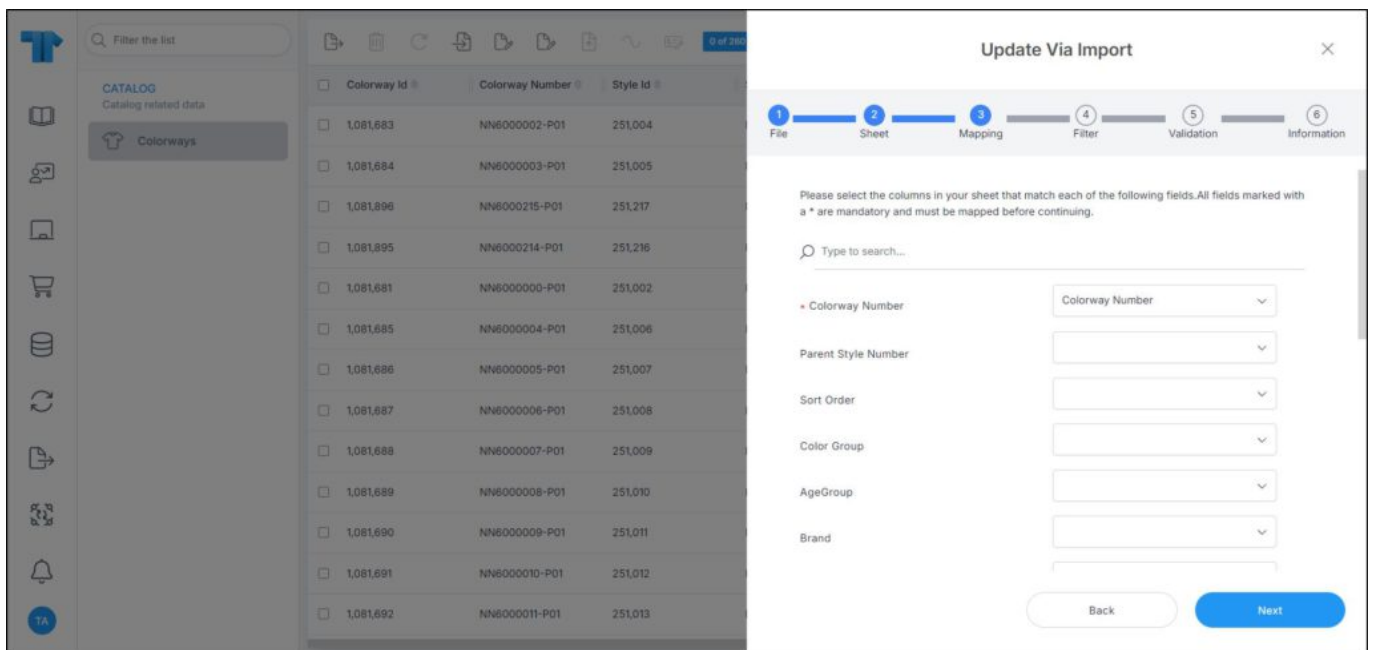 Filter the list
0 of 260
Update Via Import
CATALOG
Catalog related data
Colorways
Colorway Id Colorway Number Style Id
1,081,683 NN6000002-P01 251,004
1,081,684 NN6000003-P01 251,005
1,081,896 NN6000215-P01 251,217
1,081,895 NN6000214-P01 251,216
1,081,681 NN6000000-P01 251,002
1,081,685 NN6000004-P01 251,006
1,081,686 NN6000005-P01 251,007
1,081,687 NN6000006-P01 251,008
1,081,688 NN6000007-P01 251,009
1,081,689 NN6000008-P01 251,010
1,081,690 NN6000009-P01 251,011
1,081,691 NN6000010-P01 251,012
1,081,692 NN6000011-P01 251,013
TA
1 2 3 4 5 6
File Sheet Mapping Filter Validation Information
Please select the columns in your sheet that match each of the following fields.All fields marked with
a * are mandatory and must be mapped before continuing.
Type to search...
* Colorway Number Colorway Number
Parent Style Number
Sort Order
Color Group
AgeGroup
Brand
Back Next